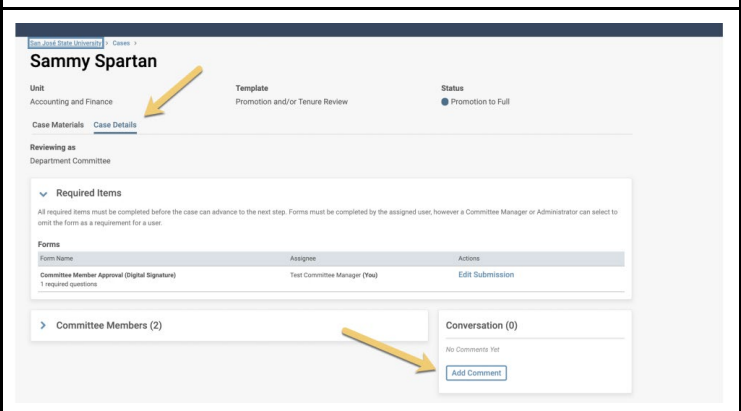 San José State University > Cases >
Sammy Spartan
Unit Template Status
Accounting and Finance Promotion and/or Tenure Review Promotion to Full
Case Materials Case Details
Reviewing as
Department Committee
Required Items
All required items must be completed before the case can advance to the next step. Forms must be completed by the assigned user, however a Committee Manager or Administrator can select to
omit the form as a requirement for a user.
Forms
Form Name Assignee Actions
Committee Member Approval (Digital Signature) Test Committee Manager (You) Edit Submission
1 required questions
Committee Members (2)
Conversation (0)
No Comments Yet
Add Comment